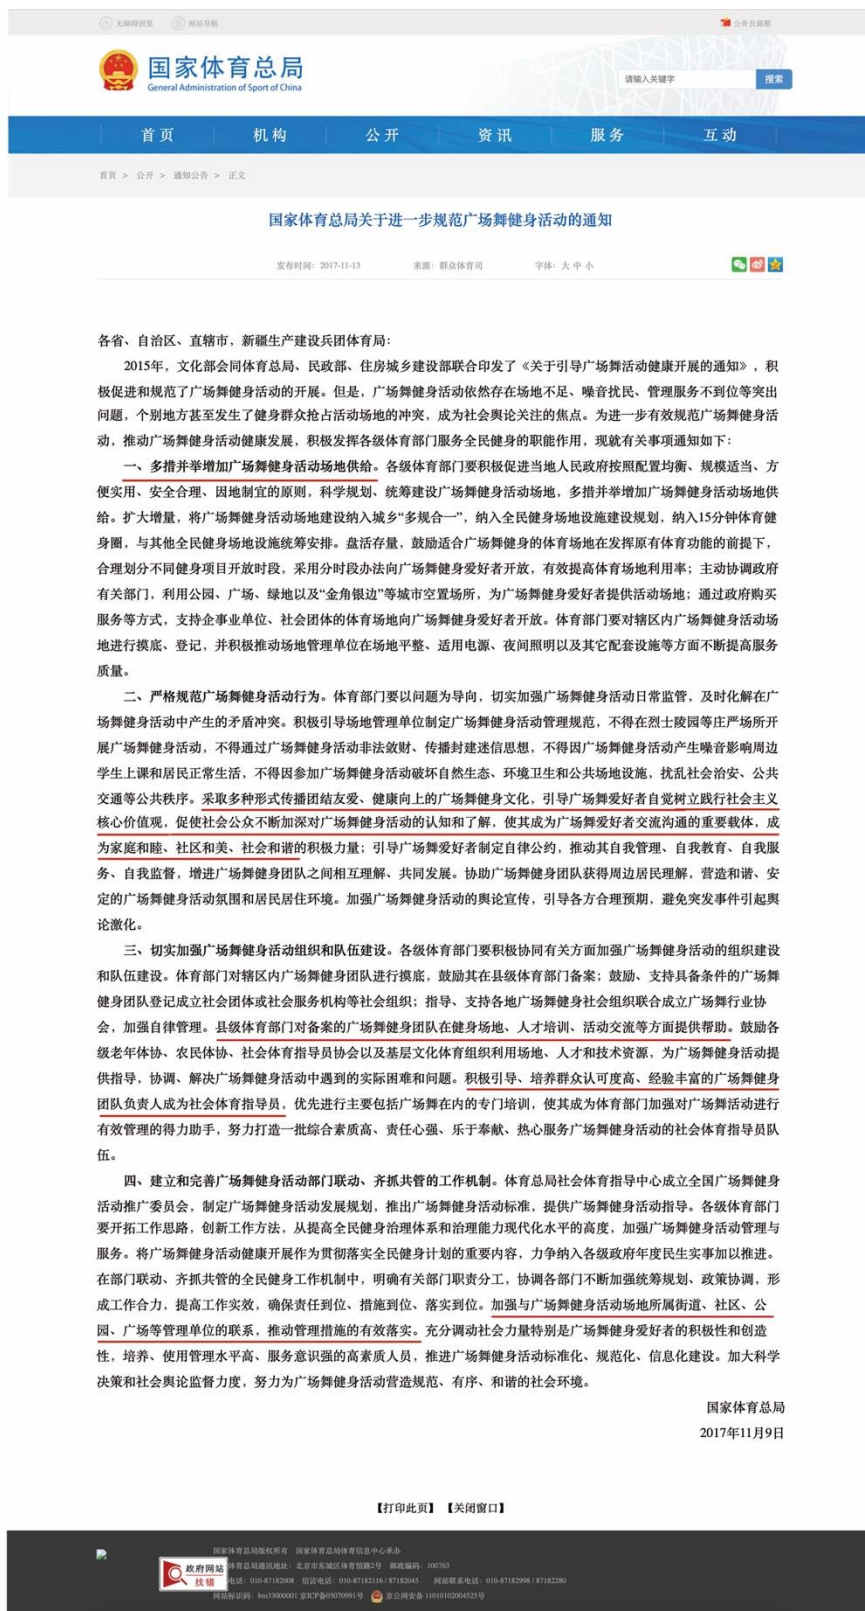 无障碍浏览 网站导航 公务员邮箱
国家体育总局
General Administration of Sport of China
请输入关键字 搜索
首页 机构 公开 资讯 服务 互动
首页 > 公开 > 通知公告 > 正文
国家体育总局关于进一步规范广场舞健身活动的通知
发布时间：2017-11-13 来源：群众体育司 字体：大 中 小
各省、自治区、直辖市，新疆生产建设兵团体育局：
2015年，文化部会同体育总局、民政部、住房城乡建设部联合印发了《关于引导广场舞活动健康开展的通知》，积
极促进和规范了广场舞健身活动的开展。但是，广场舞健身活动依然存在场地不足、噪音扰民、管理服务不到位等突出
问题，个别地方甚至发生了健身群众抢占活动场地的冲突，成为社会舆论关注的焦点。为进一步有效规范广场舞健身活
动，推动广场舞健身活动健康发展，积极发挥各级体育部门服务全民健身的职能作用，现就有关事项通知如下：
一、多措并举增加广场舞健身活动场地供给。各级体育部门要积极促进当地人民政府按照配置均衡、规模适当、方
便实用、安全合理、因地制宜的原则，科学规划、统筹建设广场舞健身活动场地，多措并举增加广场舞健身活动场地供
给。扩大增量，将广场舞健身活动场地建设纳入城乡“多规合一”，纳入全民健身场地设施建设规划，纳入15分钟体育健
身圈，与其他全民健身场地设施统筹安排。盘活存量，鼓励适合广场舞健身的体育场地在发挥原有体育功能的前提下，
合理划分不同健身项目开放时段，采用分时段办法向广场舞健身爱好者开放，有效提高体育场地利用率；主动协调政府
有关部门，利用公园、广场、绿地以及“金角银边”等城市空置场所，为广场舞健身爱好者提供活动场地；通过政府购买
服务等方式，支持企事业单位、社会团体的体育场地向广场舞健身爱好者开放。体育部门要对辖区内广场舞健身活动场
地进行摸底、登记，并积极推动场地管理单位在场地平整、适用电源、夜间照明以及其它配套设施等方面不断提高服务
质量。
二、严格规范广场舞健身活动行为。体育部门要以问题为导向，切实加强广场舞健身活动日常监管，及时化解在广
场舞健身活动中产生的矛盾冲突。积极引导场地管理单位制定广场舞健身活动管理规范，不得在烈士陵园等庄严场所开
展广场舞健身活动，不得通过广场舞健身活动非法敛财、传播封建迷信思想，不得因广场舞健身活动产生噪音影响周边
学生上课和居民正常生活，不得因参加广场舞健身活动破坏自然生态、环境卫生和公共场地设施，扰乱社会治安、公共
交通等公共秩序。采取多种形式传播团结友爱、健康向上的广场舞健身文化，引导广场舞爱好者自觉树立践行社会主义
核心价值观，促使社会公众不断加深对广场舞健身活动的认知和了解，使其成为广场舞爱好者交流沟通的重要载体，成
为家庭和睦、社区和美、社会和谐的积极力量；引导广场舞爱好者制定自律公约，推动其自我管理、自我教育、自我服
务、自我监督，增进广场舞健身团队之间相互理解、共同发展。协助广场舞健身团队获得周边居民理解，营造和谐、安
定的广场舞健身活动氛围和居民居住环境。加强广场舞健身活动的舆论宣传，引导各方合理预期，避免突发事件引起舆
论激化。
三、切实加强广场舞健身活动组织和队伍建设。各级体育部门要积极协同有关方面加强广场舞健身活动的组织建设
和队伍建设。体育部门对辖区内广场舞健身团队进行摸底，鼓励其在县级体育部门备案；鼓励、支持具备条件的广场舞
健身团队登记成立社会团体或社会服务机构等社会组织；指导、支持各地广场舞健身社会组织联合成立广场舞行业协
会，加强自律管理。县级体育部门对备案的广场舞健身团队在健身场地、人才培训、活动交流等方面提供帮助。鼓励各
级老年体协、农民体协、社会体育指导员协会以及基层文化体育组织利用场地、人才和技术资源，为广场舞健身活动提
供指导，协调、解决广场舞健身活动中遇到的实际困难和问题。积极引导、培养群众认可度高、经验丰富的广场舞健身
团队负责人成为社会体育指导员，优先进行主要包括广场舞在内的专门培训，使其成为体育部门加强对广场舞活动进行
有效管理的得力助手，努力打造一批综合素质高、责任心强、乐于奉献、热心服务广场舞健身活动的社会体育指导员队
伍。
四、建立和完善广场舞健身活动部门联动、齐抓共管的工作机制。体育总局社会体育指导中心成立全国广场舞健身
活动推广委员会，制定广场舞健身活动发展规划，推出广场舞健身活动标准，提供广场舞健身活动指导。各级体育部门
要开拓工作思路，创新工作方法，从提高全民健身治理体系和治理能力现代化水平的高度，加强广场舞健身活动管理与
服务。将广场舞健身活动健康开展作为贯彻落实全民健身计划的重要内容，力争纳入各级政府年度民生实事加以推进。
在部门联动、齐抓共管的全民健身工作机制中，明确有关部门职责分工，协调各部门不断加强统筹规划、政策协调，形
成工作合力，提高工作实效，确保责任到位、措施到位、落实到位。加强与广场舞健身活动场地所属街道、社区、公
园、广场等管理单位的联系，推动管理措施的有效落实。充分调动社会力量特别是广场舞健身爱好者的积极性和创造
性，培养、使用管理水平高、服务意识强的高素质人员，推进广场舞健身活动标准化、规范化、信息化建设。加大科学
决策和社会舆论监督力度，努力为广场舞健身活动营造规范、有序、和谐的社会环境。
国家体育总局
2017年11月9日
【打印此页】 【关闭窗口】
国家体育总局版权所有 国家体育总局体育信息中心承办
体育总局通讯地址：北京市东城区体育馆路2号 邮政编码：100763
电话：010-87182008 信访电话：010-87182116 / 87182045 网站联系电话：010-87182998 / 87182280
网站标识码：bm33000001 京ICP备05070991号 京公网安备 11010102004525号
政府网站
找错